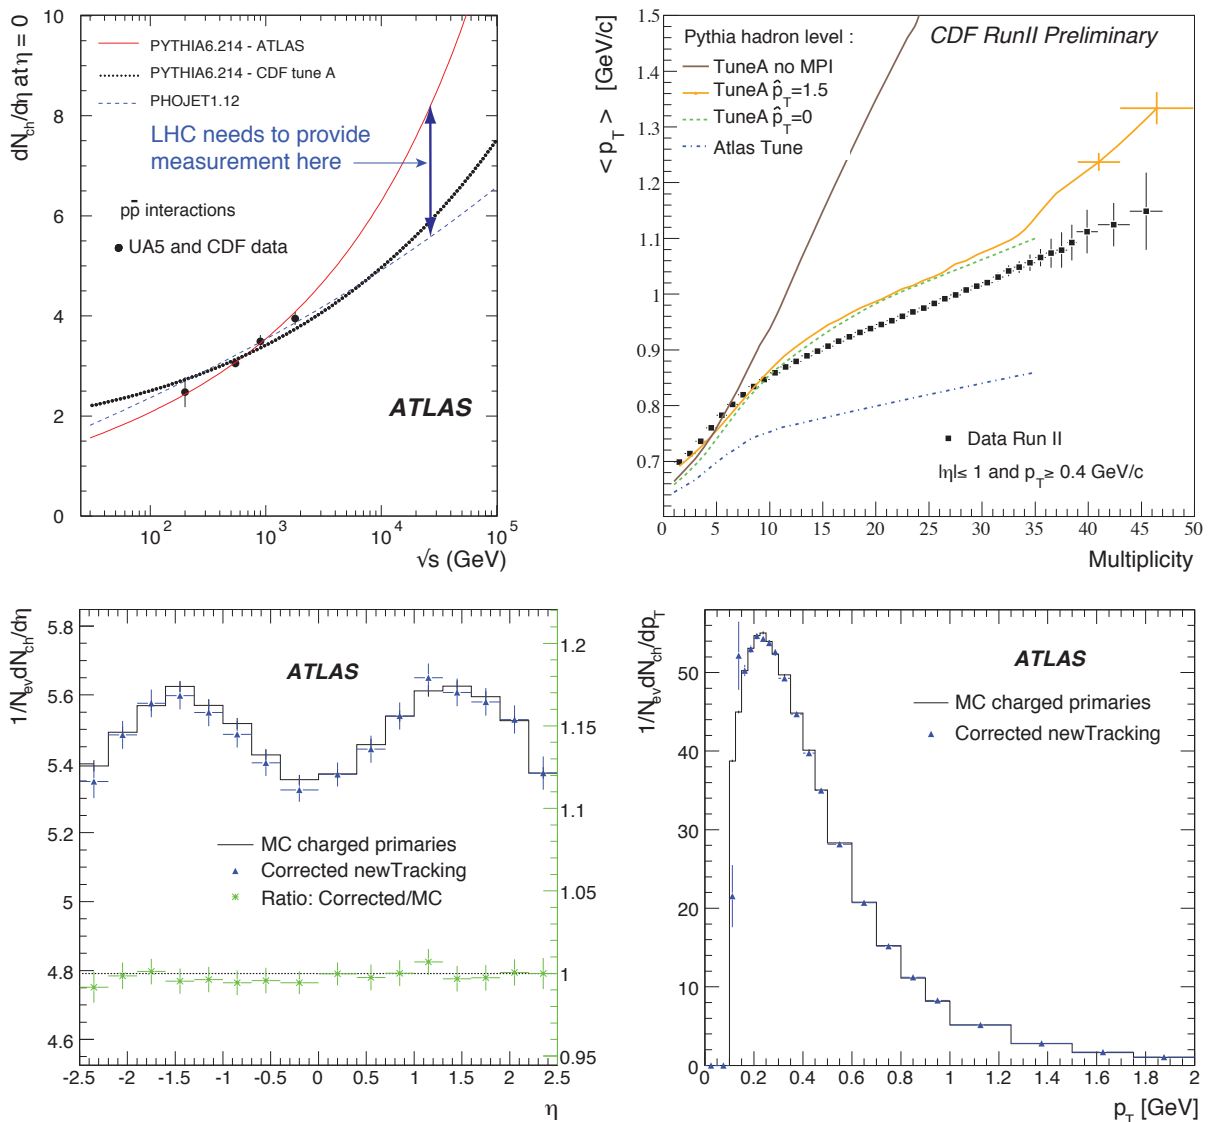 dN_ch/dη at η = 0
10
8
6
4
2
0
PYTHIA6.214 - ATLAS
PYTHIA6.214 - CDF tune A
PHOJET1.12
LHC needs to provide
measurement here
pp̄ interactions
UA5 and CDF data
ATLAS
10^2 10^3 10^4 10^5
√s (GeV)
< p_T > [GeV/c]
1.5
1.4
1.3
1.2
1.1
1
0.9
0.8
0.7
CDF RunII Preliminary
Pythia hadron level :
TuneA no MPI
TuneA p̂_T=1.5
TuneA p̂_T=0
Atlas Tune
Data Run II
|η|≤ 1 and p_T≥ 0.4 GeV/c
0 5 10 15 20 25 30 35 40 45 50
Multiplicity
1/N_ev dN_ch/dη
5.8
5.6
5.4
5.2
5
4.8
4.6
ATLAS
MC charged primaries
Corrected newTracking
Ratio: Corrected/MC
1.2
1.15
1.1
1.05
1
0.95
-2.5 -2 -1.5 -1 -0.5 0 0.5 1 1.5 2 2.5
η
1/N_ev dN_ch/dp_T
50
40
30
20
10
0
ATLAS
MC charged primaries
Corrected newTracking
0 0.2 0.4 0.6 0.8 1 1.2 1.4 1.6 1.8 2
p_T [GeV]